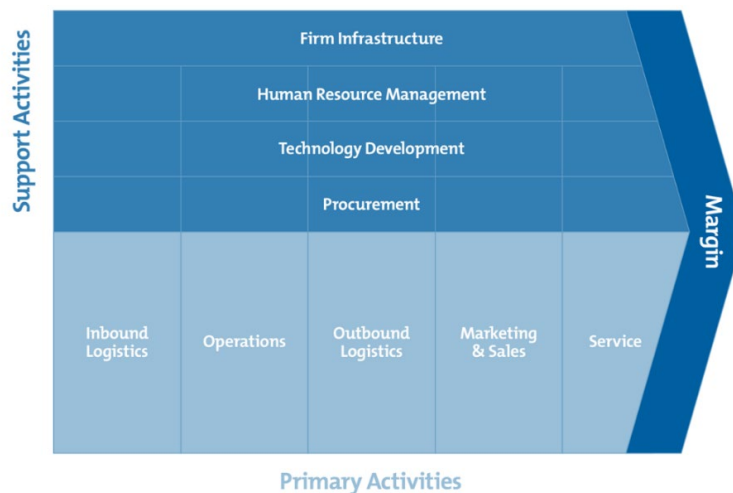 Support Activities
Firm Infrastructure
Human Resource Management
Technology Development
Procurement
Margin
Inbound
Logistics
Operations
Outbound
Logistics
Marketing
& Sales
Service
Primary Activities